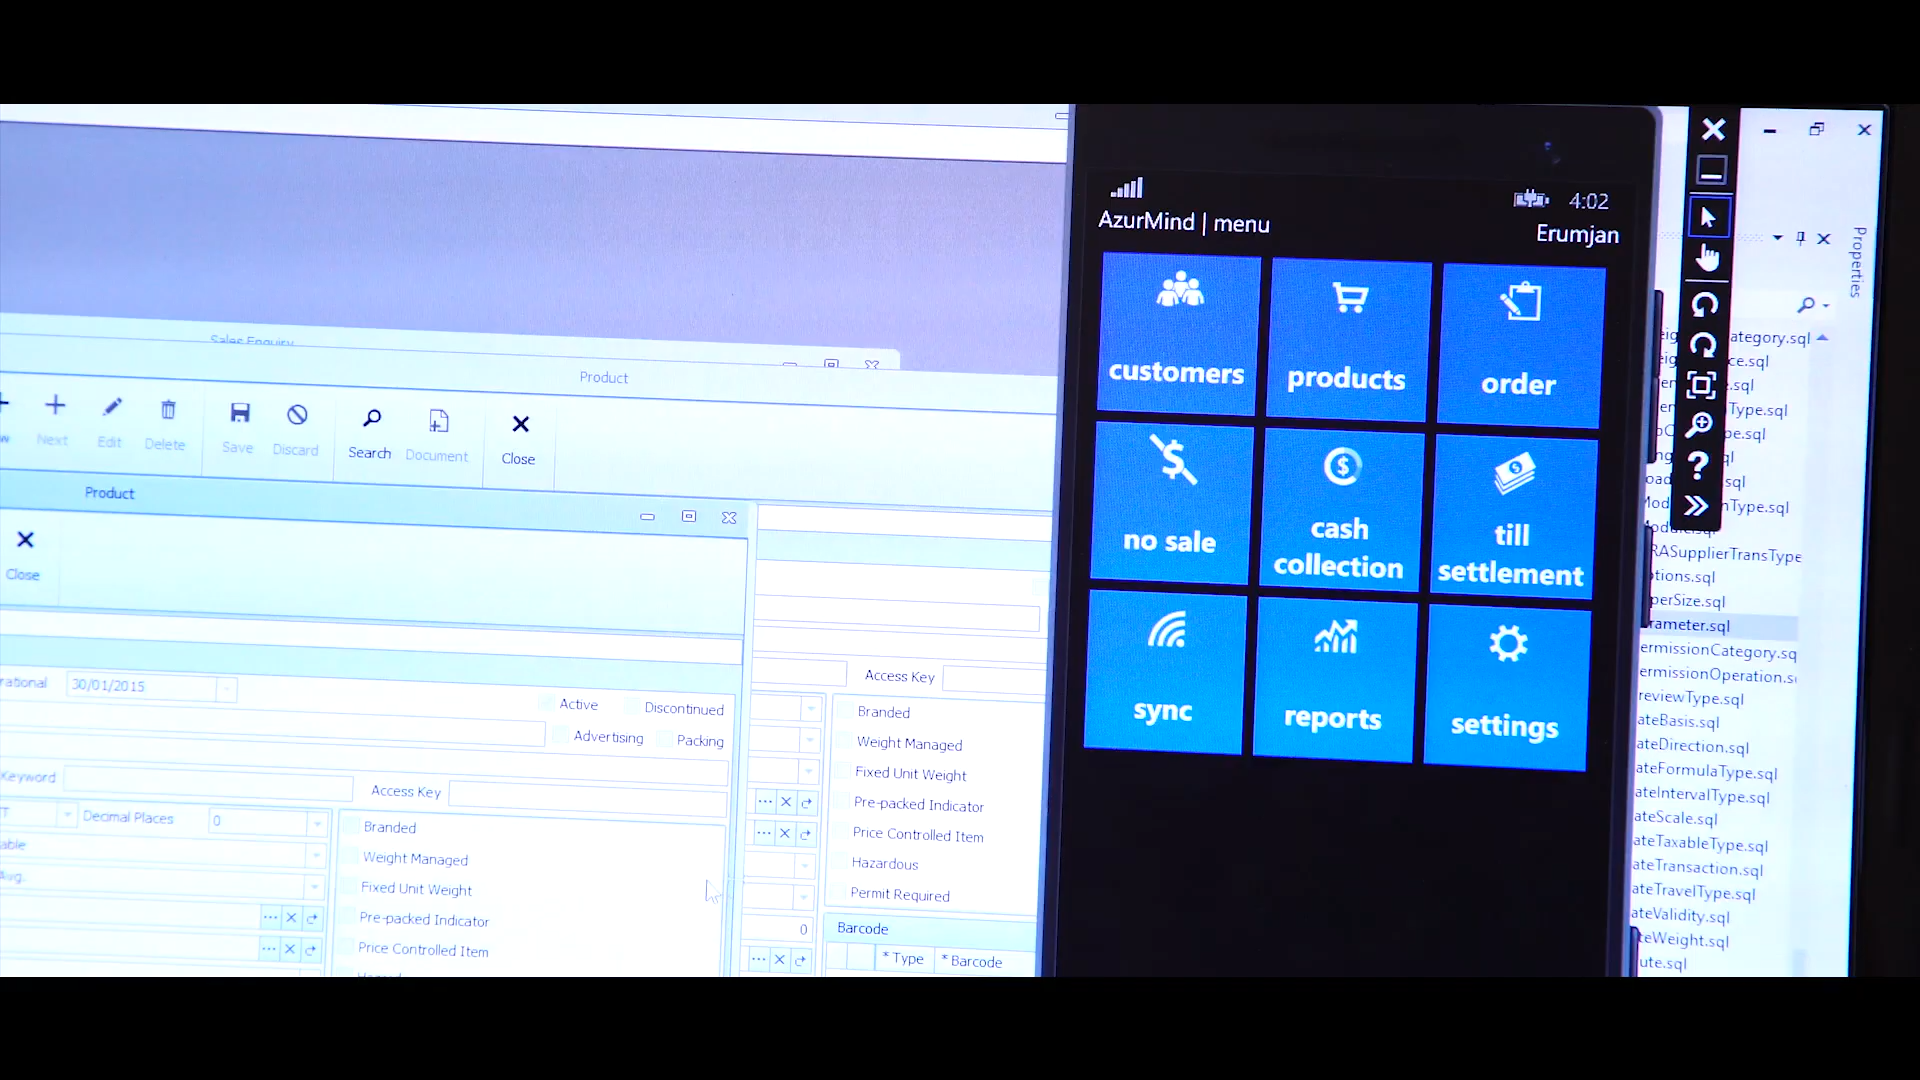 Sales Enquiry
Product
Next
Edit
Delete
Save
Discard
Search
Document
Close
Product
Close
30/01/2015
Active
Discontinued
Advertising
Packing
Keyword
Access Key
Decimal Places
0
Branded
Weight Managed
Fixed Unit Weight
Pre-packed Indicator
Price Controlled Item
Access Key
Branded
Weight Managed
Fixed Unit Weight
Pre-packed Indicator
Price Controlled Item
Hazardous
Permit Required
0
Barcode
* Type
* Barcode
4:02
AzurMind | menu
Erumjan
customers
products
order
no sale
cash
collection
till
settlement
sync
reports
settings
?
Properties
ategory.sql
ce.sql
.sql
Type.sql
pe.sql
ql
sql
nType.sql
RASupplierTransType
ptions.sql
perSize.sql
rameter.sql
ermissionCategory.sq
ermissionOperation.s
reviewType.sql
ateBasis.sql
ateDirection.sql
ateFormulaType.sql
ateIntervalType.sql
ateScale.sql
ateTaxableType.sql
ateTransaction.sql
ateTravelType.sql
ateValidity.sql
teWeight.sql
ute.sql